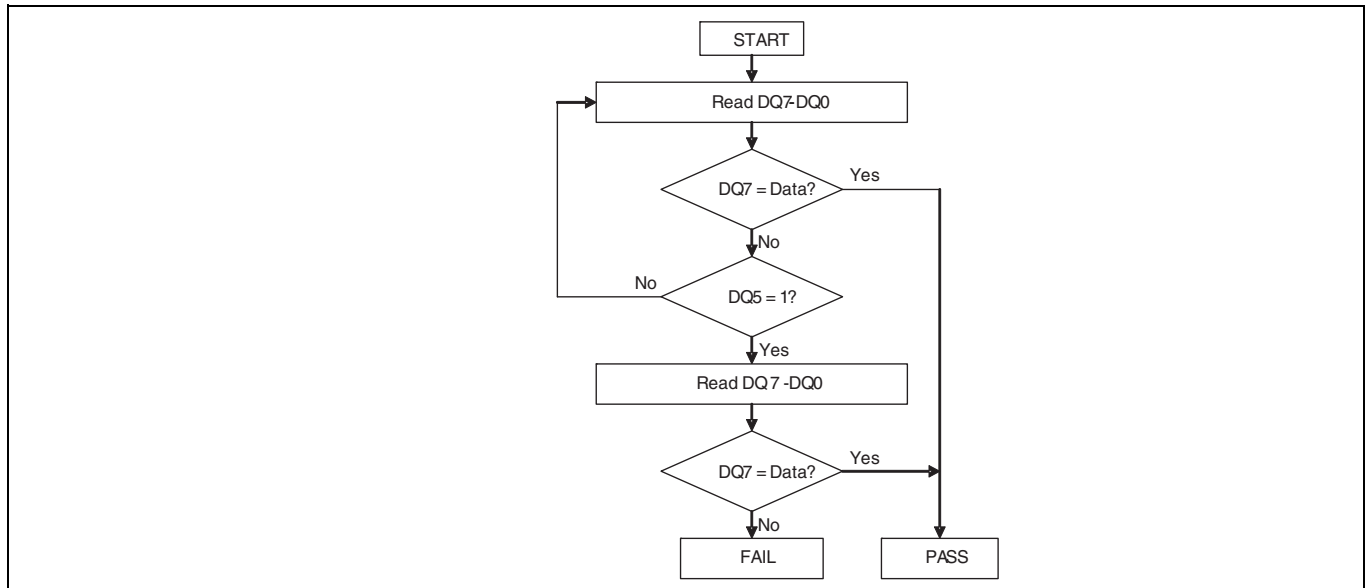 START
Read DQ7-DQ0
DQ7 = Data?
Yes
No
No
DQ5 = 1?
Yes
Read DQ 7 -DQ0
DQ7 = Data?
Yes
No
FAIL
PASS